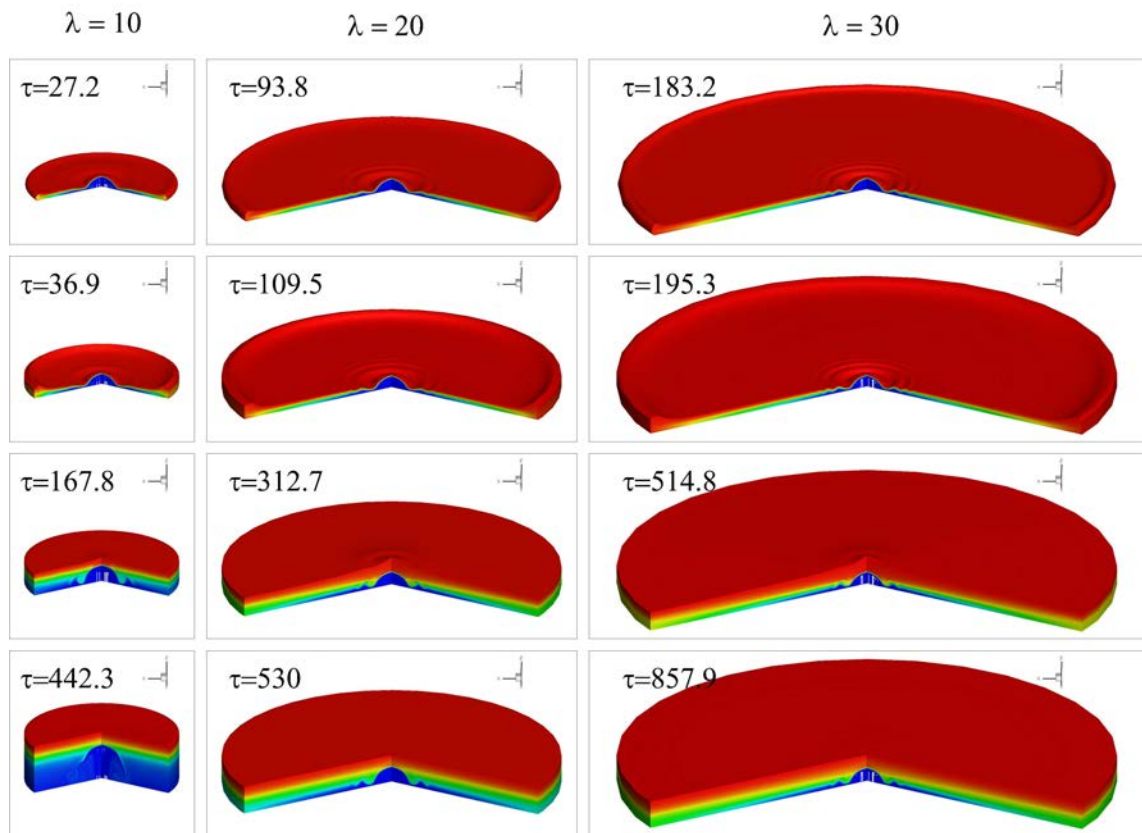 λ = 10 λ = 20 λ = 30
τ=27.2 τ=93.8 τ=183.2
τ=36.9 τ=109.5 τ=195.3
τ=167.8 τ=312.7 τ=514.8
τ=442.3 τ=530 τ=857.9